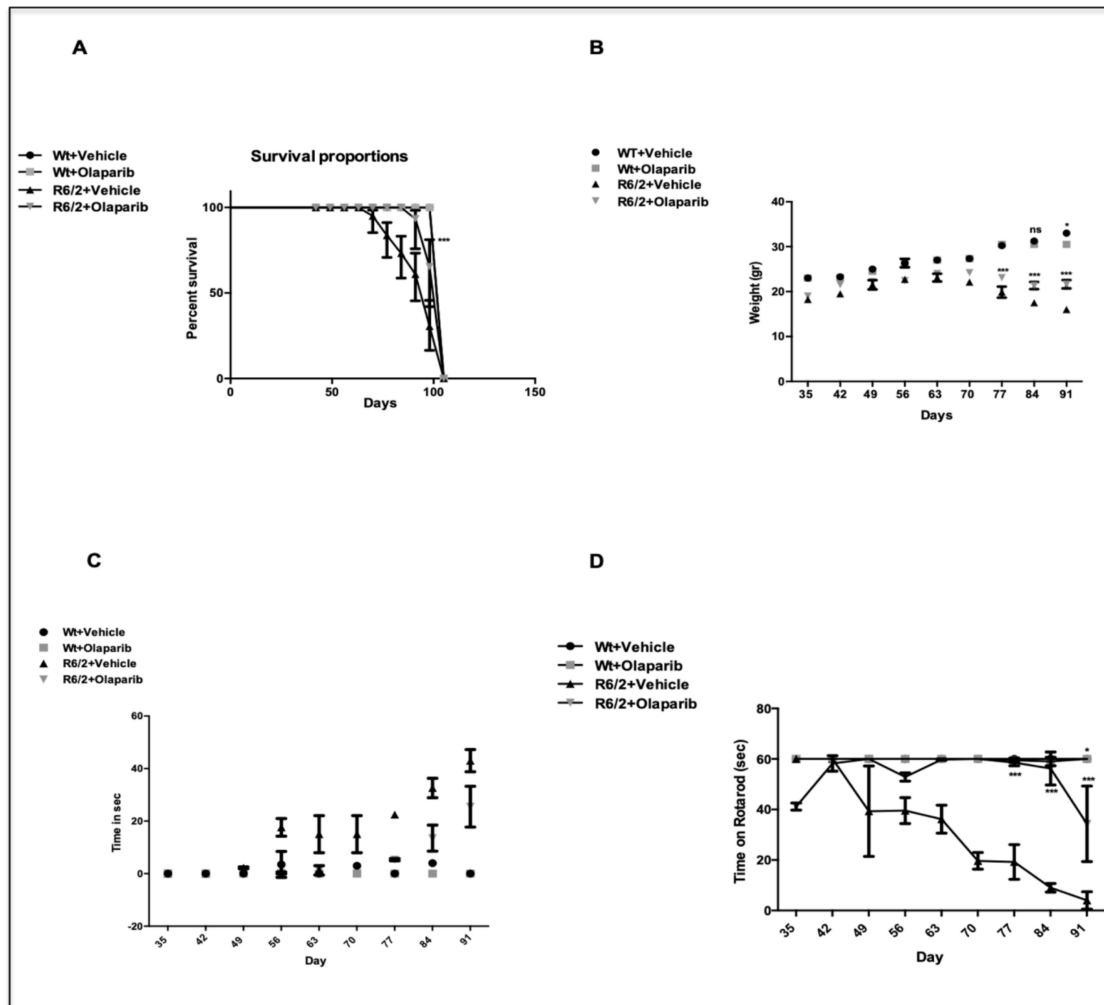 A
Wt+Vehicle
Wt+Olaparib
R6/2+Vehicle
R6/2+Olaparib
Survival proportions
Percent survival
100
50
0
***
0 50 100 150
Days
B
WT+Vehicle
Wt+Olaparib
R6/2+Vehicle
R6/2+Olaparib
Weight (gr)
40
30
20
10
0
ns *
*** *** ***
35 42 49 56 63 70 77 84 91
Days
C
Wt+Vehicle
Wt+Olaparib
R6/2+Vehicle
R6/2+Olaparib
Time in sec
60
40
20
0
-20
35 42 49 56 63 70 77 84 91
Day
D
Wt+Vehicle
Wt+Olaparib
R6/2+Vehicle
R6/2+Olaparib
Time on Rotarod (sec)
80
60
40
20
0
*
*** *** ***
35 42 49 56 63 70 77 84 91
Day